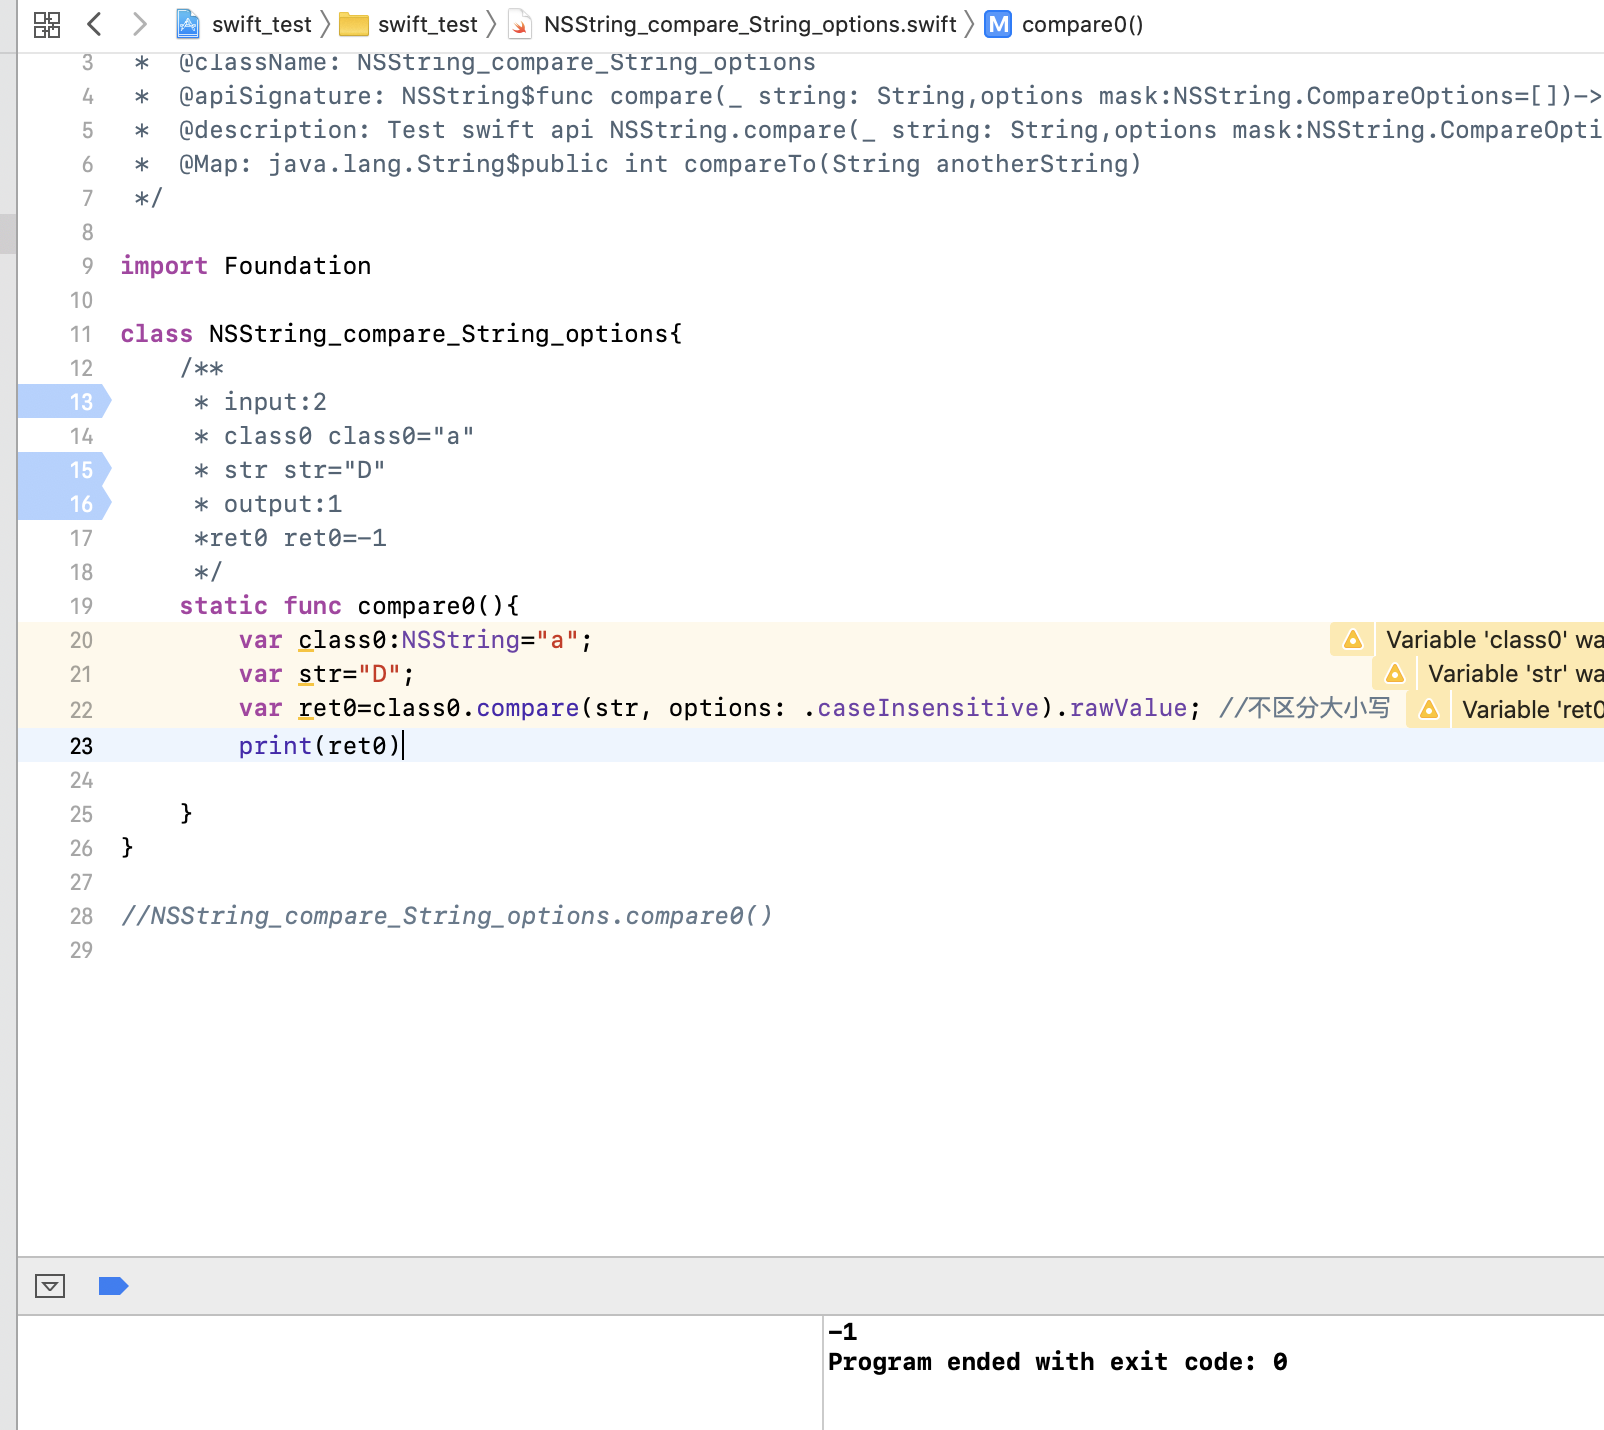 swift_test swift_test NSString_compare_String_options.swift M compare0()
3 * @className: NSString_compare_String_options
4 * @apiSignature: NSString$func compare(_ string: String,options mask:NSString.CompareOptions=[])->
5 * @description: Test swift api NSString.compare(_ string: String,options mask:NSString.CompareOpti
6 * @Map: java.lang.String$public int compareTo(String anotherString)
7 */
8
9 import Foundation
10
11 class NSString_compare_String_options{
12 /**
13 * input:2
14 * class0 class0="a"
15 * str str="D"
16 * output:1
17 *ret0 ret0=-1
18 */
19 static func compare0(){
20 var class0:NSString="a"; Variable 'class0' wa
21 var str="D"; Variable 'str' wa
22 var ret0=class0.compare(str, options: .caseInsensitive).rawValue; //不区分大小写 Variable 'ret0
23 print(ret0)
24
25 }
26 }
27
28 //NSString_compare_String_options.compare0()
29
-1
Program ended with exit code: 0